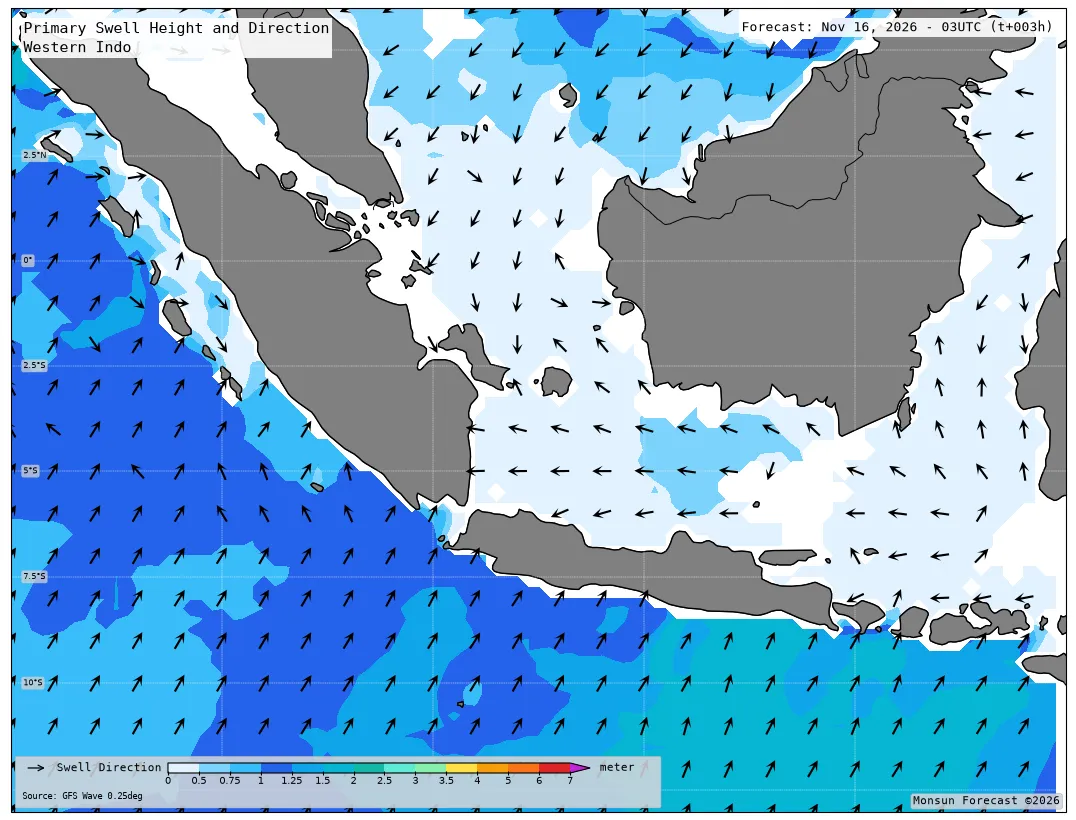 Primary Swell Height and Direction
Western Indo
Forecast: Nov 16, 2026 - 03UTC (t+003h)
2.5°N
0°
2.5°S
5°S
7.5°S
10°S
Swell Direction
0 0.5 0.75 1 1.25 1.5 2 2.5 3 3.5 4 5 6 7
meter
Source: GFS Wave 0.25deg
Monsun Forecast ©2026